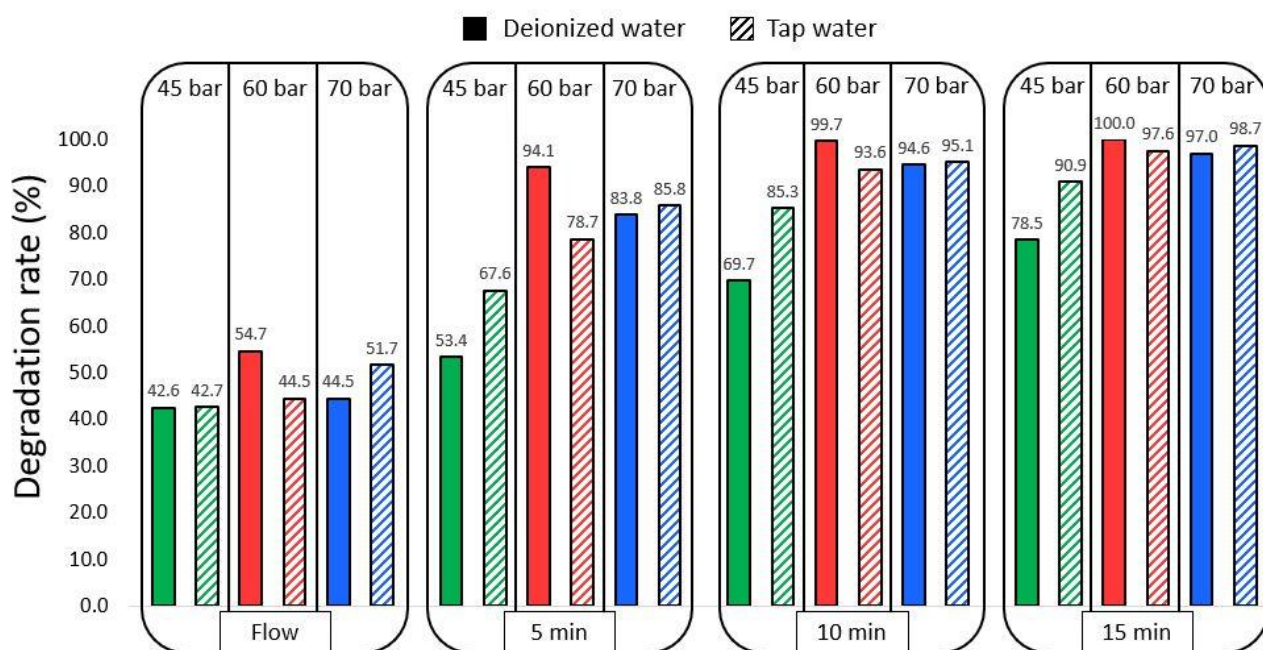 Deionized water Tap water
45 bar 60 bar 70 bar 45 bar 60 bar 70 bar 45 bar 60 bar 70 bar 45 bar 60 bar 70 bar
Degradation rate (%)
100.0
90.0
80.0
70.0
60.0
50.0
40.0
30.0
20.0
10.0
0.0
42.6 42.7 54.7 44.5 44.5 51.7
53.4 67.6 94.1 78.7 83.8 85.8
69.7 85.3 99.7 93.6 94.6 95.1
78.5 90.9 100.0 97.6 97.0 98.7
Flow 5 min 10 min 15 min